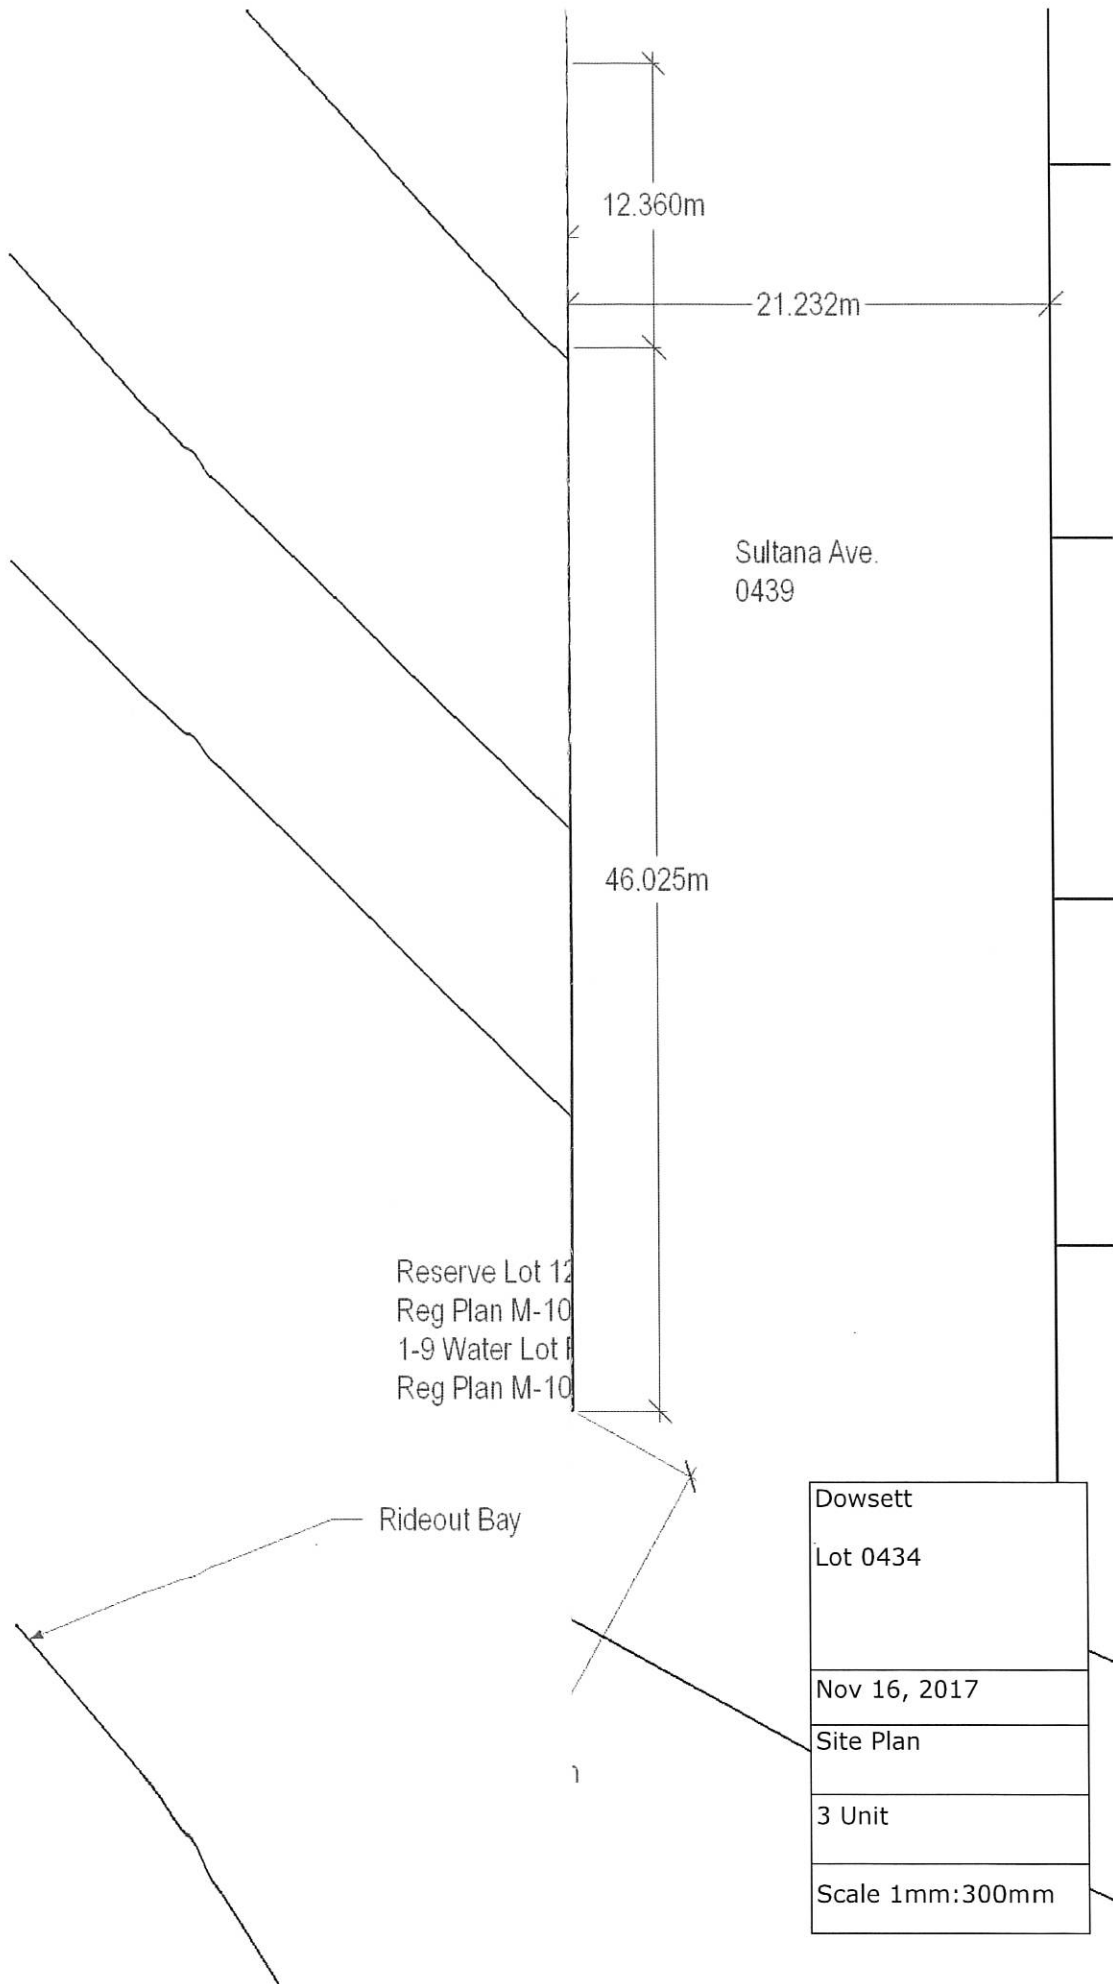 12.360m
21.232m
Sultana Ave.
0439
46.025m
Reserve Lot 12
Reg Plan M-10
1-9 Water Lot
Reg Plan M-10
Rideout Bay
Dowsett
Lot 0434
Nov 16, 2017
Site Plan
3 Unit
Scale 1mm:300mm